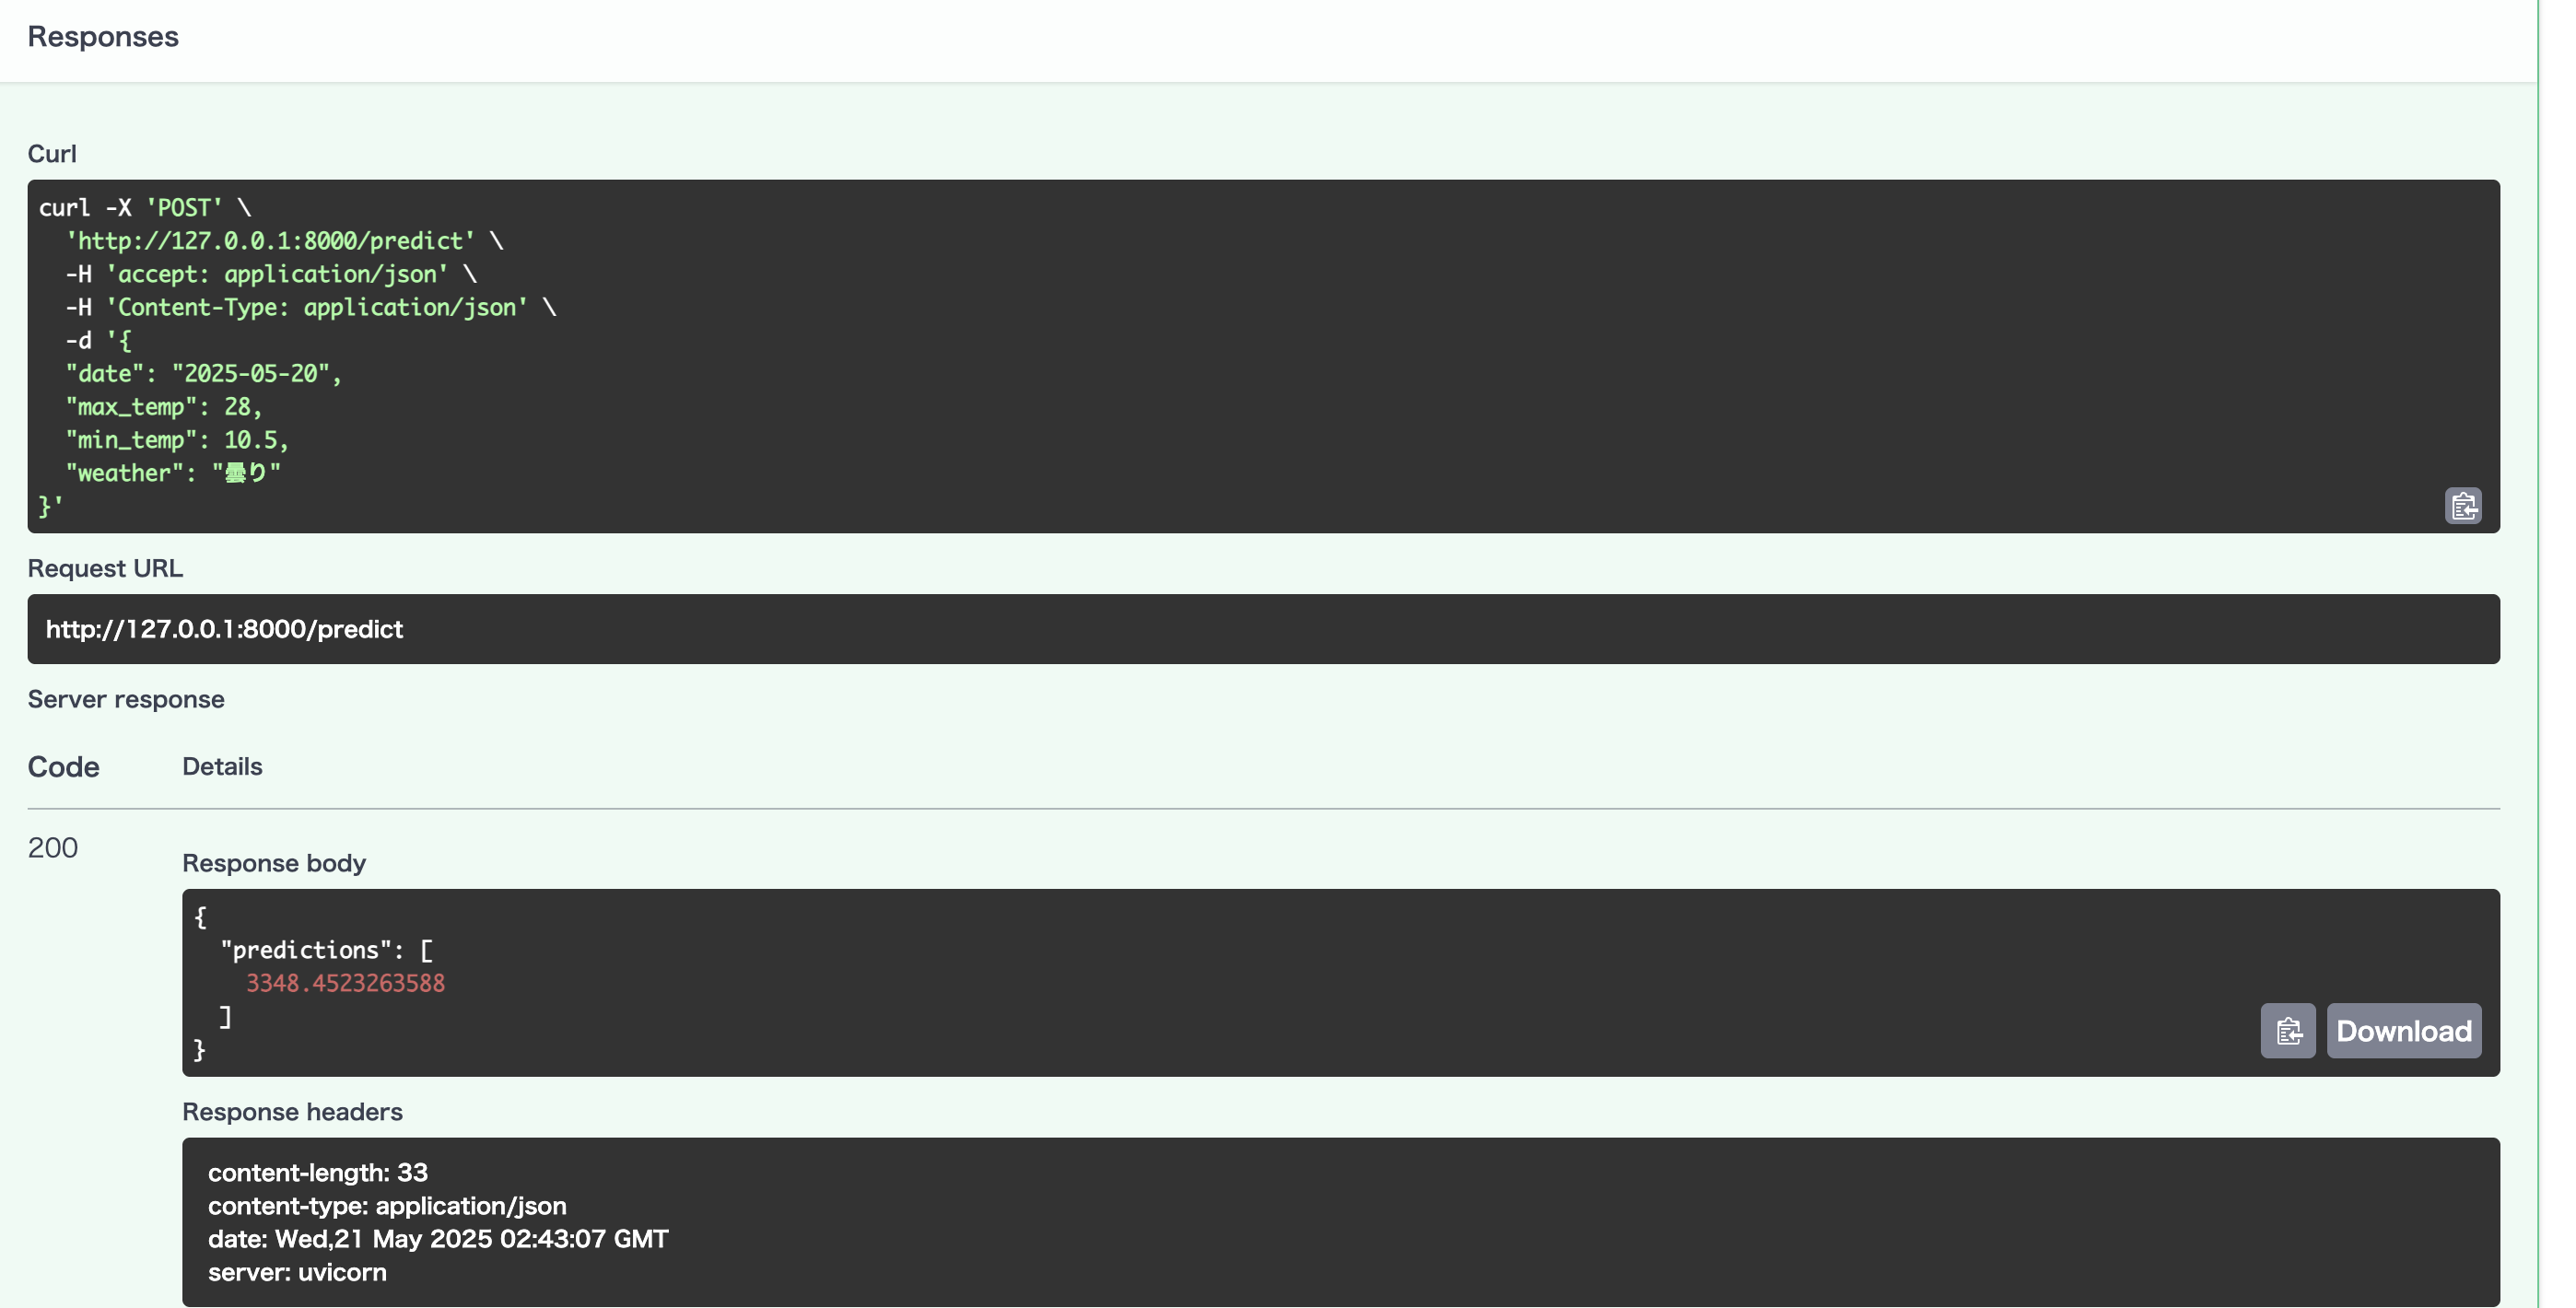 Responses
Curl
curl -X 'POST' \
  'http://127.0.0.1:8000/predict' \
  -H 'accept: application/json' \
  -H 'Content-Type: application/json' \
  -d '{
  "date": "2025-05-20",
  "max_temp": 28,
  "min_temp": 10.5,
  "weather": "曇り"
}'
Request URL
http://127.0.0.1:8000/predict
Server response
Code Details
200
Response body
{
  "predictions": [
    3348.4523263588
  ]
}
Download
Response headers
content-length: 33
content-type: application/json
date: Wed,21 May 2025 02:43:07 GMT
server: uvicorn